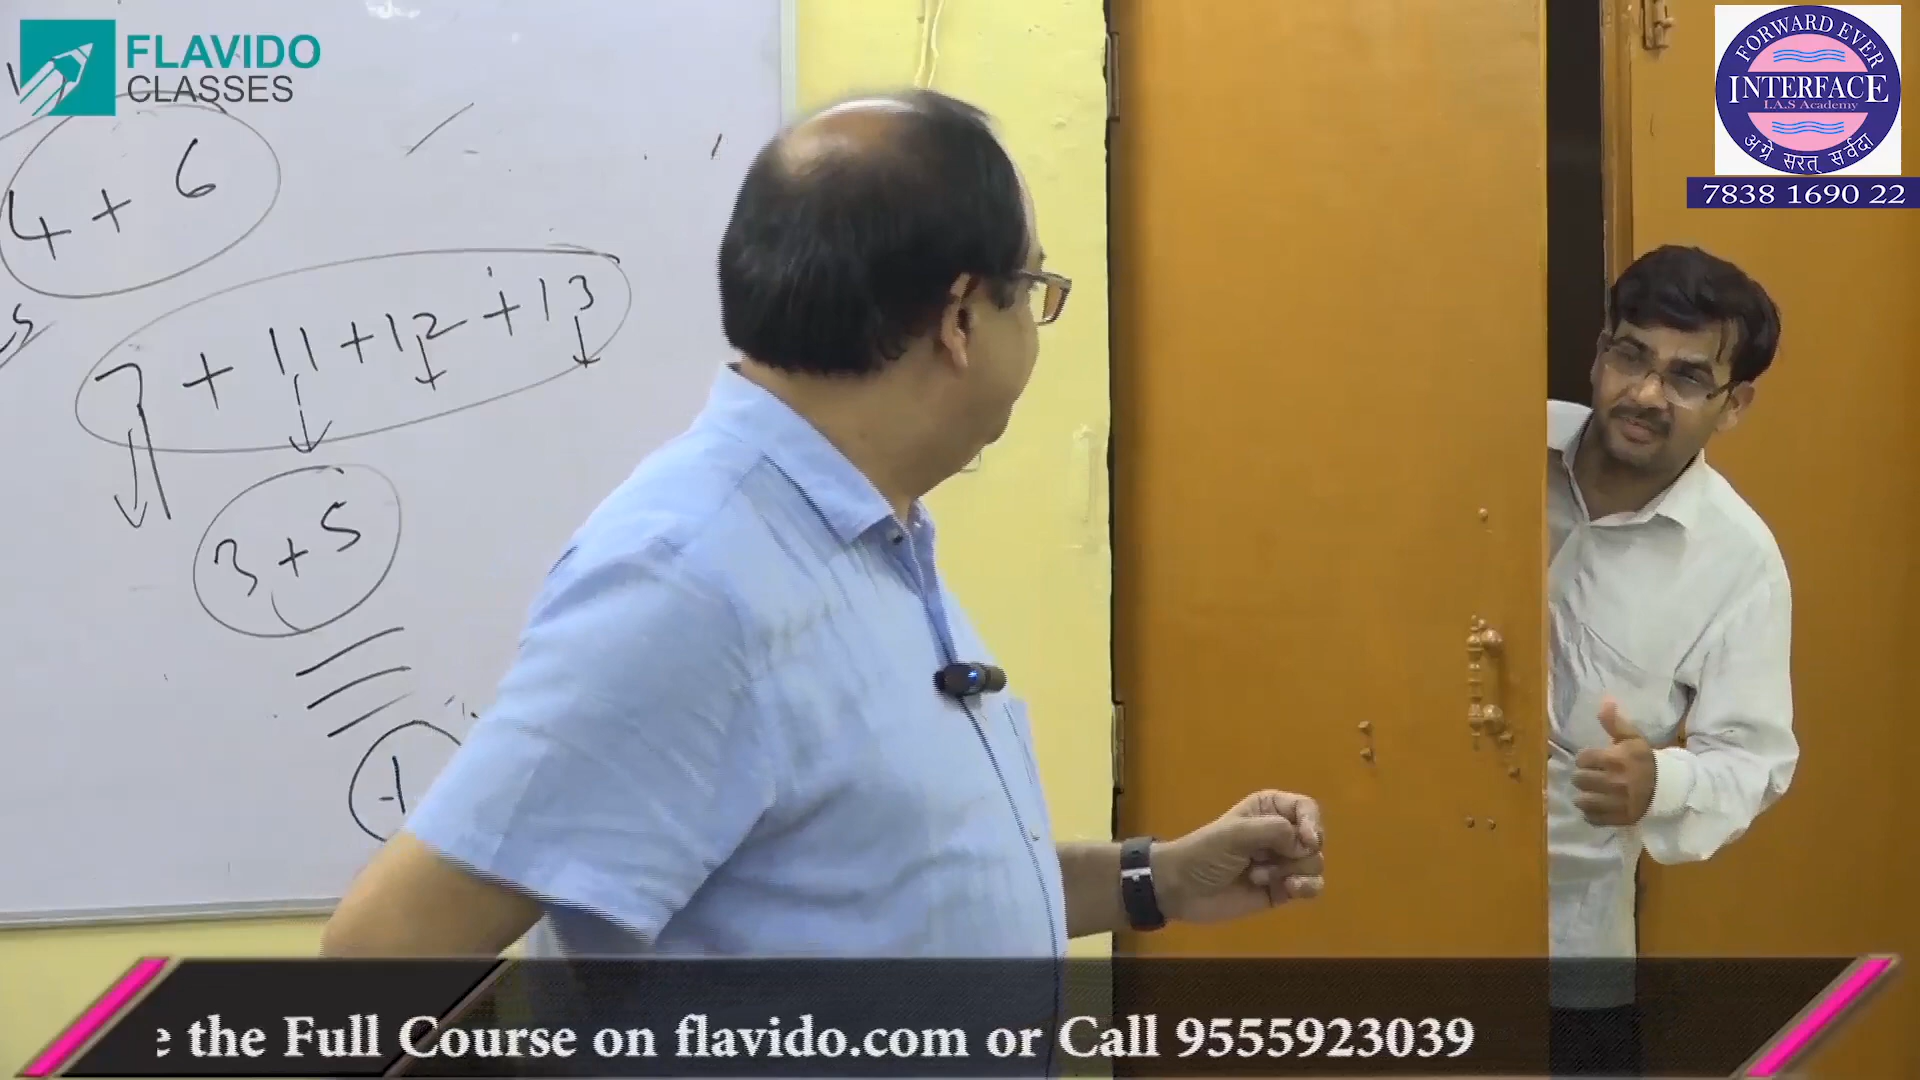 FLAVIDO
CLASSES
4 + 6
7 + 11 + 12 + 13
3 + 5
FORWARD EVER
INTERFACE
I.A.S Academy
अग्रे सरत् सर्वदा
7838 1690 22
the Full Course on flavido.com or Call 9555923039